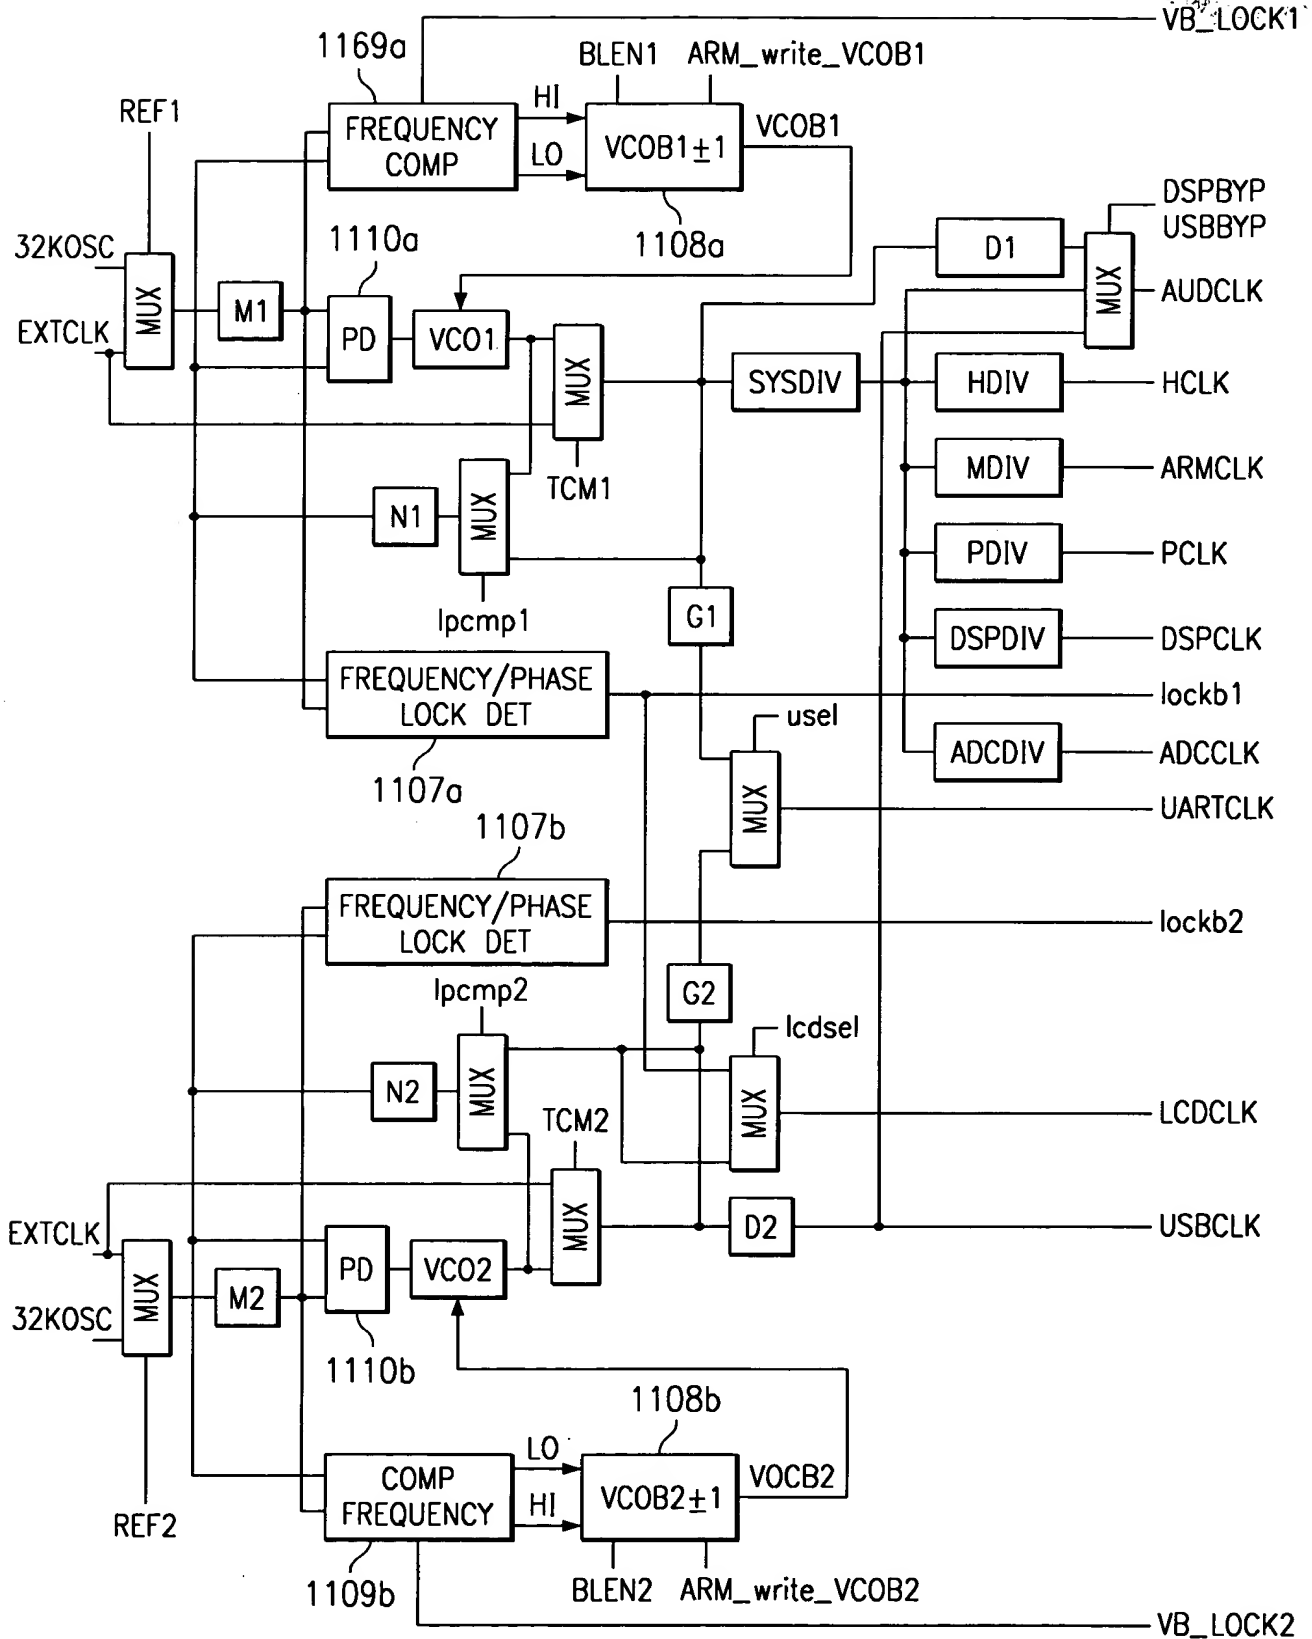 VB_LOCK1
1169a
BLEN1
ARM_write_VCOB1
REF1
HI
FREQUENCY
COMP
VCOB1±1
VCOB1
LO
DSPBYP
USBBYP
1110a
1108a
32KOSC
D1
MUX
AUDCLK
MUX
M1
EXTCLK
PD
VCO1
MUX
SYSDIV
HDIV
HCLK
MDIV
ARMCLK
TCM1
N1
MUX
PDIV
PCLK
lpcmp1
G1
DSPDIV
DSPCLK
FREQUENCY/PHASE
LOCK DET
lockb1
usel
ADCDIV
ADCCLK
1107a
MUX
UARTCLK
1107b
FREQUENCY/PHASE
LOCK DET
lockb2
lpcmp2
G2
lcdsel
N2
MUX
MUX
LCDCLK
TCM2
EXTCLK
MUX
D2
USBCLK
PD
VCO2
MUX
M2
32KOSC
1110b
1108b
LO
COMP
FREQUENCY
VCOB2±1
VOCB2
HI
REF2
1109b
BLEN2
ARM_write_VCOB2
VB_LOCK2